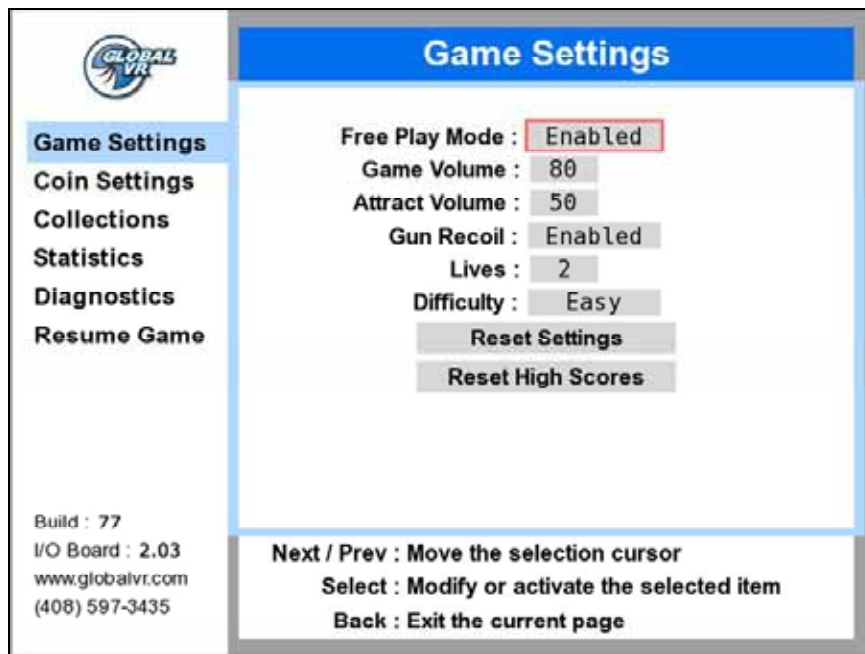 GLOBAL
VR
Game Settings
Coin Settings
Collections
Statistics
Diagnostics
Resume Game
Build : 77
I/O Board : 2.03
www.globalvr.com
(408) 597-3435
Game Settings
Free Play Mode : Enabled
Game Volume : 80
Attract Volume : 50
Gun Recoil : Enabled
Lives : 2
Difficulty : Easy
Reset Settings
Reset High Scores
Next / Prev : Move the selection cursor
Select : Modify or activate the selected item
Back : Exit the current page